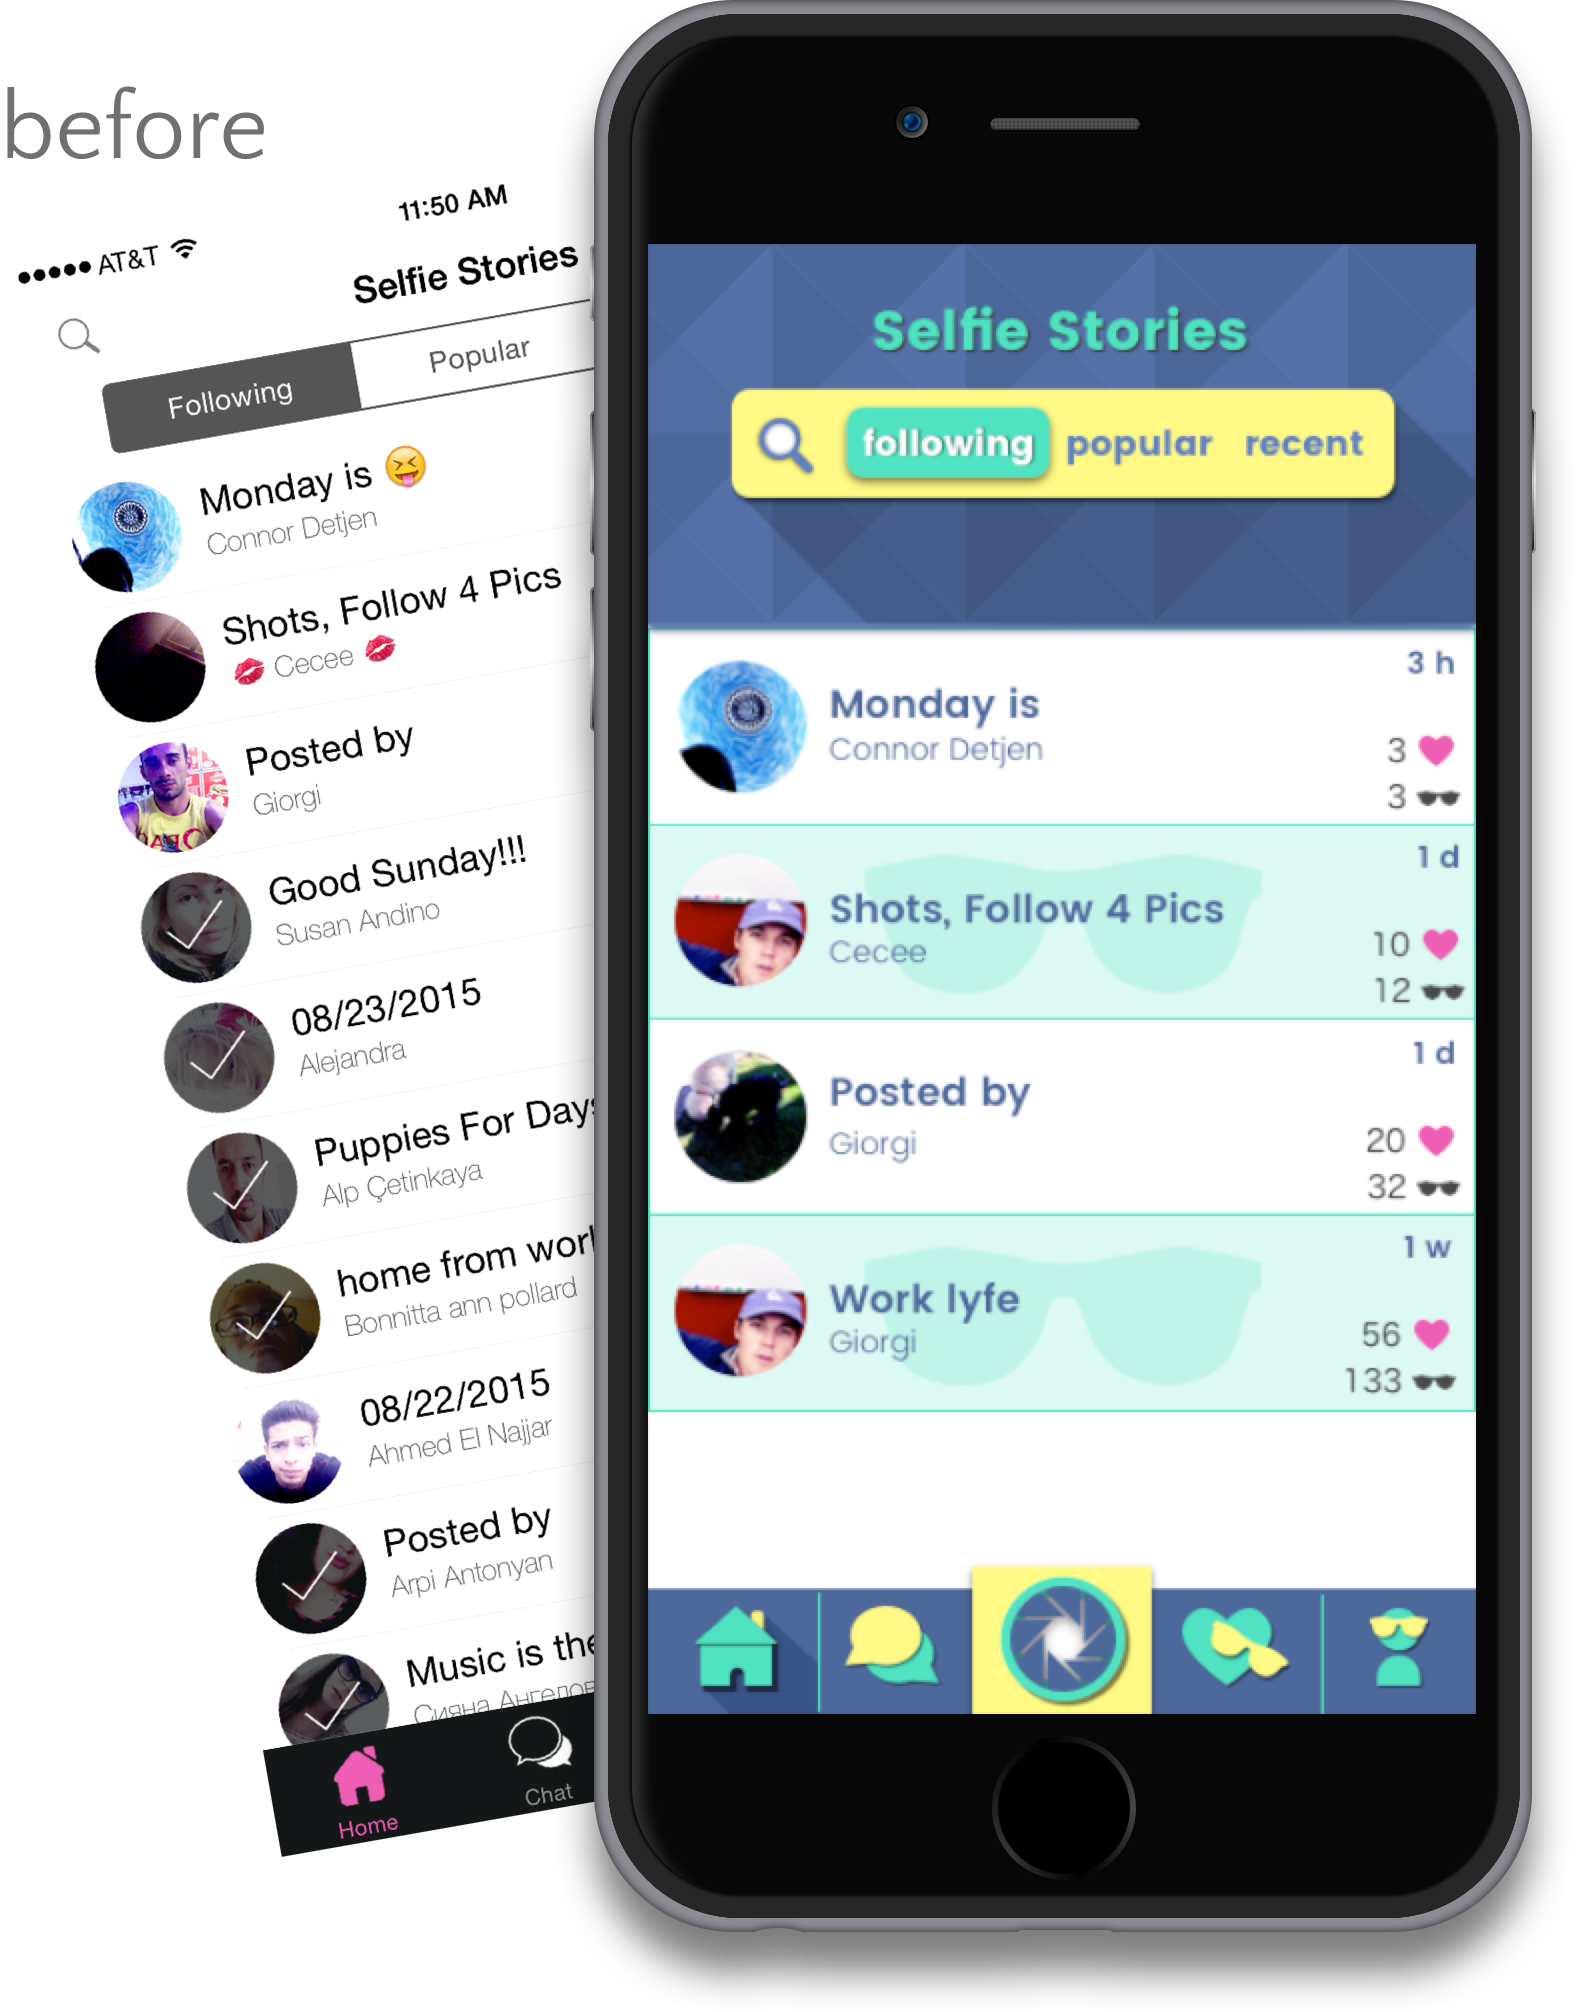 before
11:50 AM
AT&T
Selfie Stories
Following
Popular
Monday is 😝
Connor Detjen
Shots, Follow 4 Pics
💋 Cecee 💋
Posted by
Giorgi
Good Sunday!!!
Susan Andino
08/23/2015
Alejandra
Puppies For Days
Alp Çetinkaya
home from work
Bonnitta ann pollard
08/22/2015
Ahmed El Najjar
Posted by
Arpi Antonyan
Music is the
Сияна Ангелов
Home
Chat
Selfie Stories
following popular recent
3 h
Monday is
Connor Detjen
3
3
1 d
Shots, Follow 4 Pics
Cecee
10
12
1 d
Posted by
Giorgi
20
32
1 w
Work lyfe
Giorgi
56
133